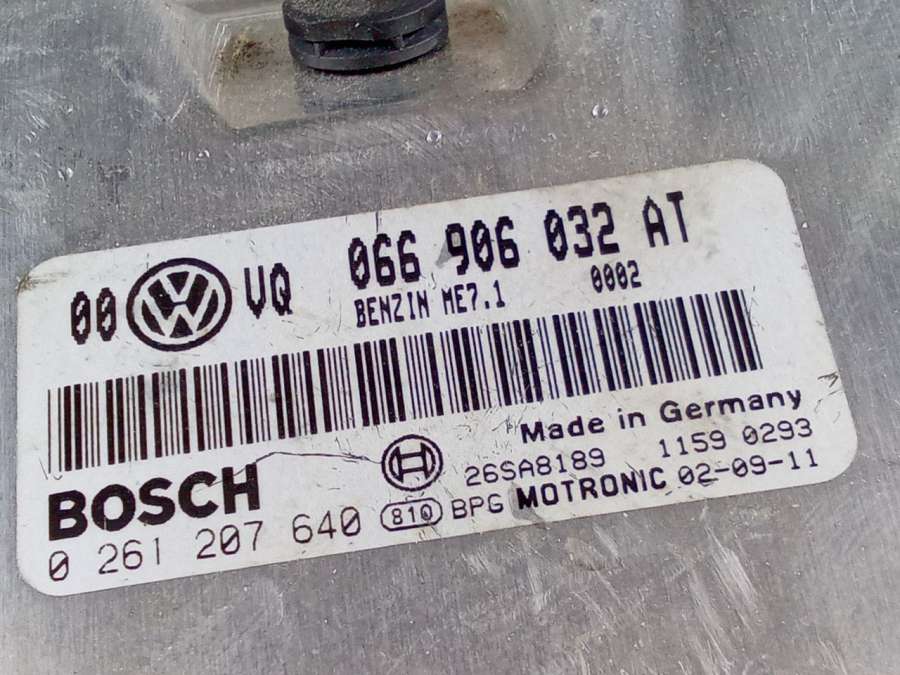 00 VW VQ 066 906 032 AT
BENZIN ME7.1 0002
Made in Germany
BOSCH 26SA8189 1159 0293
0 261 207 640 810 BPG MOTRONIC 02-09-11